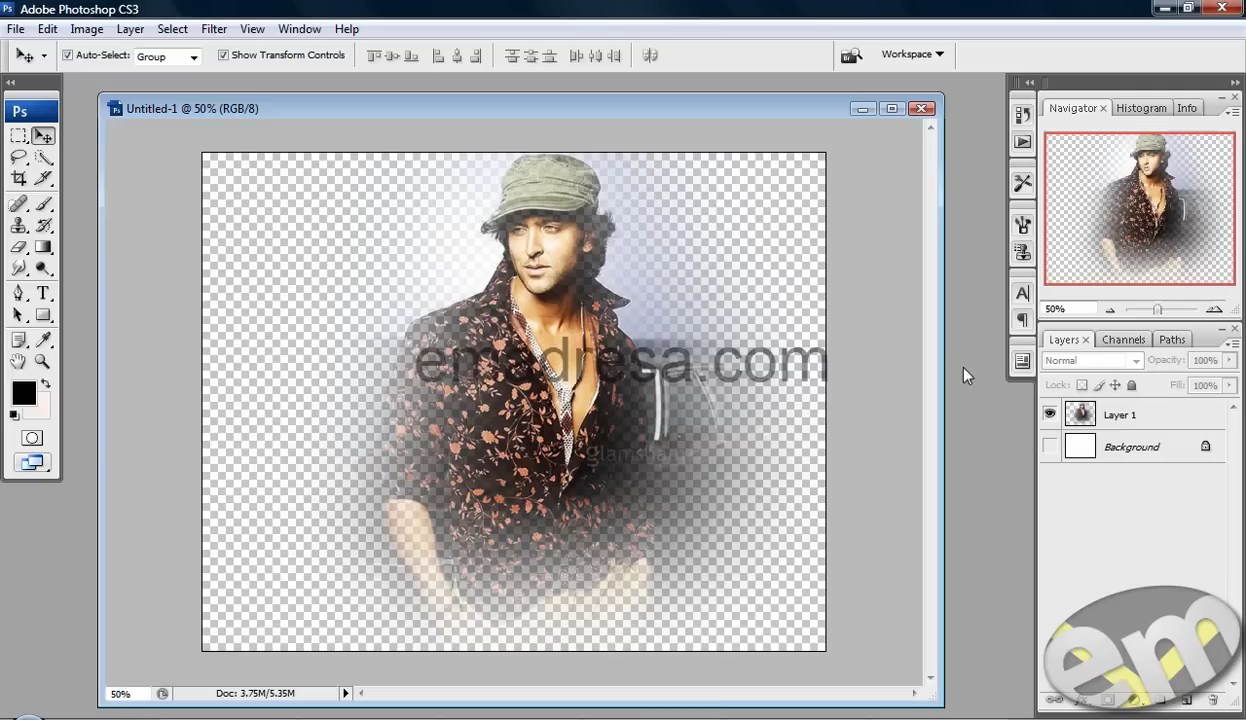 Adobe Photoshop CS3
File Edit Image Layer Select Filter View Window Help
Auto-Select: Group Show Transform Controls Workspace
Ps
Untitled-1 @ 50% (RGB/8)
Navigator Histogram Info
50%
Layers Channels Paths
Normal Opacity: 100%
Lock: Fill: 100%
Layer 1
Background
emadresa.com
50% Doc: 3.75M/5.35M
em